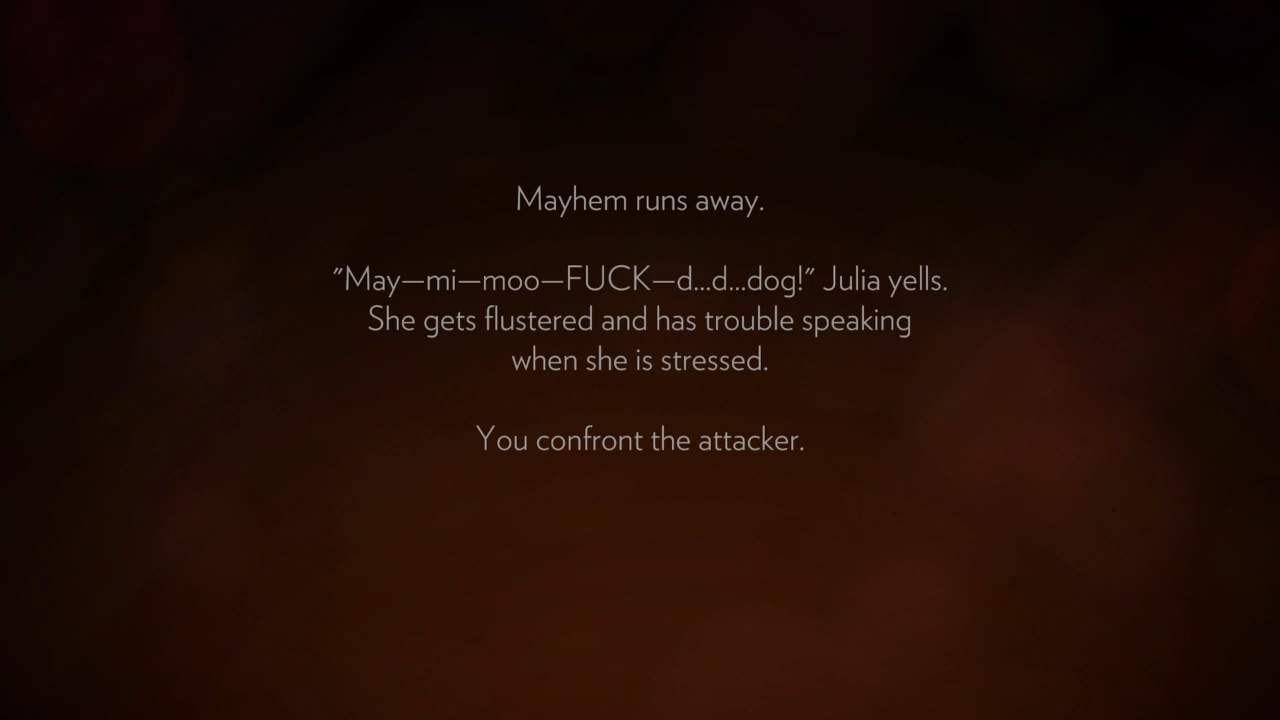 Mayhem runs away.
"May—mi—moo—FUCK—d...d...dog!" Julia yells.
She gets flustered and has trouble speaking
when she is stressed.
You confront the attacker.